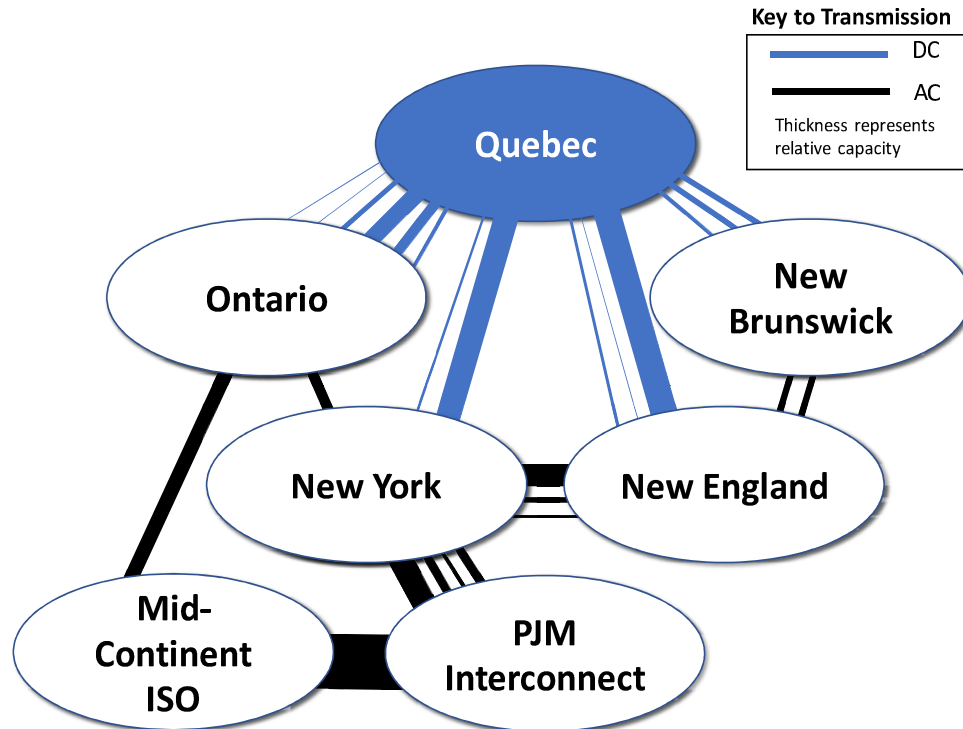 Key to Transmission
DC
AC
Thickness represents
relative capacity
Quebec
Ontario
New
Brunswick
New York
New England
Mid-
Continent
ISO
PJM
Interconnect